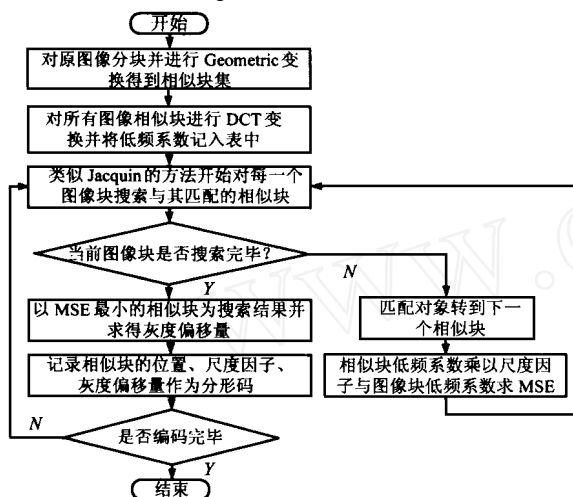 开始
对原图像分块并进行 Geometric 变
换得到相似块集
对所有图像相似块进行 DCT 变
换并将低频系数记入表中
类似 Jacquin 的方法开始对每一个
图像块搜索与其匹配的相似块
当前图像块是否搜索完毕？
N
Y
以 MSE 最小的相似块为搜索结果并
求得灰度偏移量
匹配对象转到下一
个相似块
记录相似块的位置、尺度因子、
灰度偏移量作为分形码
相似块低频系数乘以尺度因
子与图像块低频系数求 MSE
N
是否编码完毕
Y
结束
www.